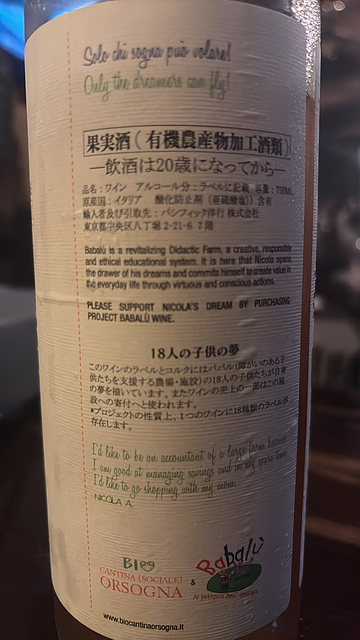 Solo chi sogna può volare!
Only the dreamers can fly!
果実酒（有機農産物加工酒類）
―飲酒は20歳になってから―
品名：ワイン　アルコール分：ラベルに記載　容量：750ML
原産国：イタリア　酸化防止剤（亜硫酸塩）含有
輸入者及び引取先：パシフィック洋行 株式会社
東京都中央区八丁堀 2-21-6 7階
Babalù is a revitalizing Didactic Farm, a creative, responsible
and ethical educational system. It is here that Nicola opens
the drawer of his dreams and commits himself to create value in
the everyday life through virtuous and conscious actions.
PLEASE SUPPORT NICOLA'S DREAM BY PURCHASING
PROJECT BABALÙ WINE.
18人の子供の夢
このワインのラベルとコルクにはババル（障がいのある子
供たちを支援する農場・施設）の18人の子供たちが自身
の夢を描いています。またワインの売上の一部はこの施
設への寄付へと使われます。
*プロジェクトの性質上、1つのワインに18種類のラベルが
存在します。
I'd like to be an accountant of a large farm because
I am good at managing savings and in my spare time
I'd like to go shopping with my mom.
NICOLA A.
BIO
CANTINA {SOCIALE}
ORSOGNA
&
Babalù
la fattoria dell'
www.biocantinaorsogna.it